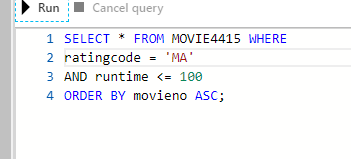 Run Cancel query
1 SELECT * FROM MOVIE4415 WHERE
2 ratingcode = 'MA'
3 AND runtime <= 100
4 ORDER BY movieno ASC;